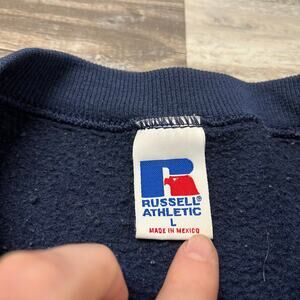 R
RUSSELL®
ATHLETIC
L
MADE IN MEXICO